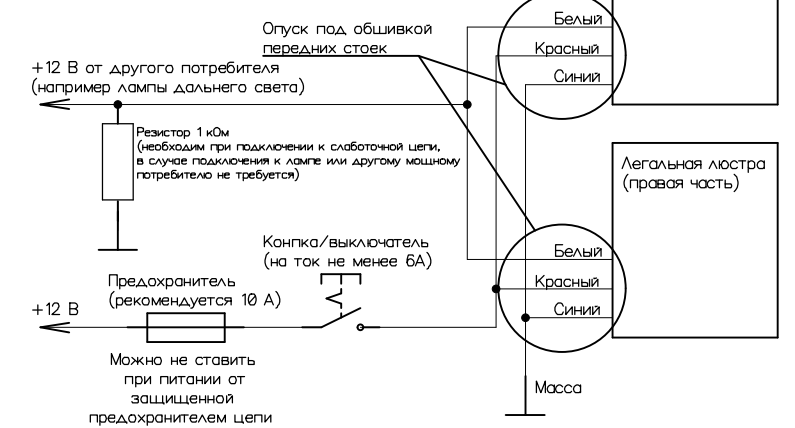 Белый
Опуск под обшивкой
передних стоек
Красный
Синий
+12 В от другого потребителя
(например лампы дальнего света)
Резистор 1 кОм
(необходим при подключении к слаботочной цепи,
в случае подключения к лампе или другому мощному
потребителю не требуется)
Легальная люстра
(правая часть)
Конпка/выключатель
(на ток не менее 6А)
Белый
Красный
Синий
Предохранитель
(рекомендуется 10 А)
+12 В
Можно не ставить
при питании от
защищенной
предохранителем цепи
Масса